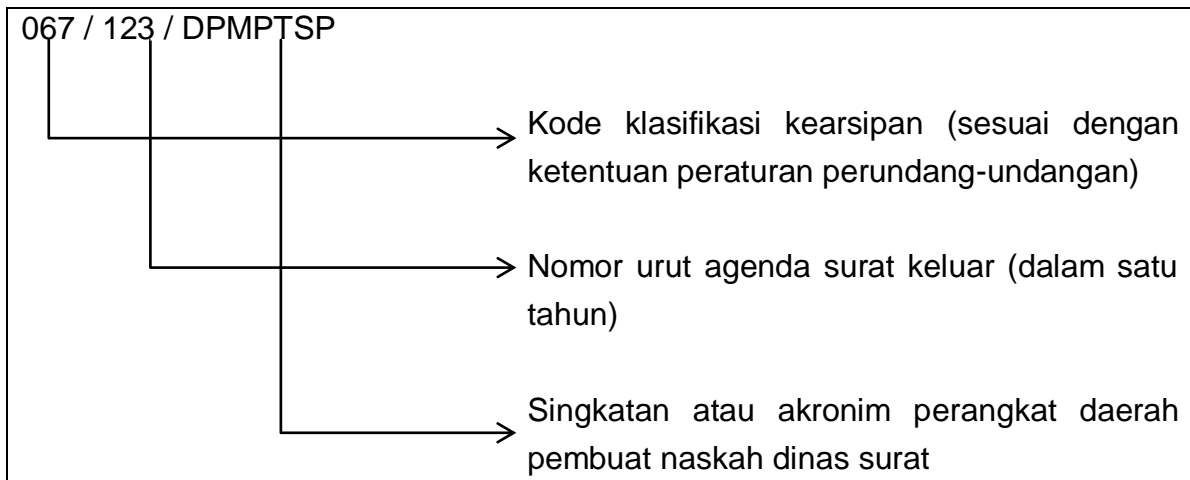 067 / 123 / DPMPTSP
Kode klasifikasi kearsipan (sesuai dengan
ketentuan peraturan perundang-undangan)
Nomor urut agenda surat keluar (dalam satu
tahun)
Singkatan atau akronim perangkat daerah
pembuat naskah dinas surat